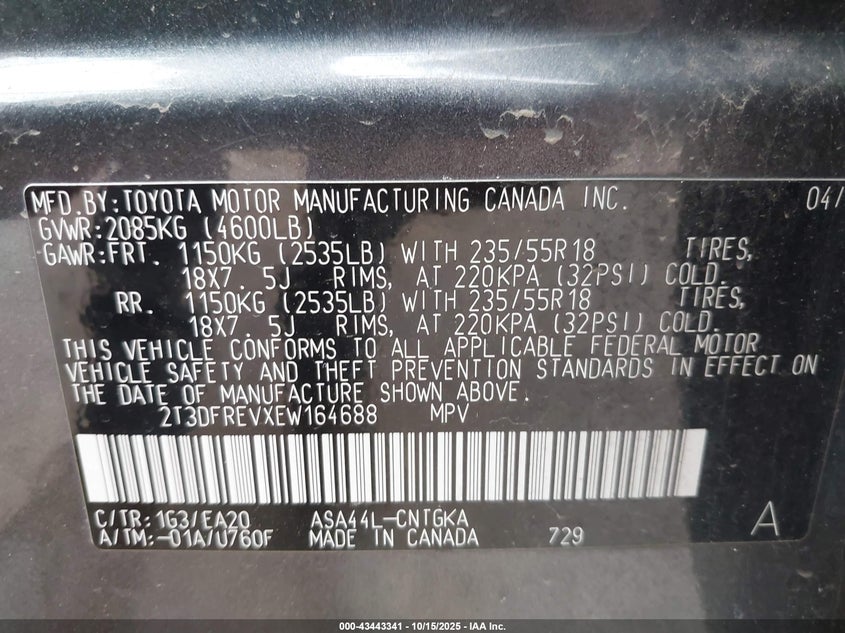 MFD.BY:TOYOTA MOTOR MANUFACTURING CANADA INC. 04/
GVWR:2085KG (4600LB)
GAWR:FRT. 1150KG (2535LB) WITH 235/55R18 TIRES,
18X7. 5J RIMS, AT 220KPA (32PSI) COLD.
RR. 1150KG (2535LB) WITH 235/55R18 TIRES,
18X7. 5J RIMS, AT 220KPA (32PSI) COLD.
THIS VEHICLE CONFORMS TO ALL APPLICABLE FEDERAL MOTOR
VEHICLE SAFETY AND THEFT PREVENTION STANDARDS IN EFFECT ON
THE DATE OF MANUFACTURE SHOWN ABOVE.
2T3DFREVXEW164688 MPV
C/TR: 1G3/EA20 ASA44L-CNTGKA A
A/TM:-01A/U760F MADE IN CANADA 729
000-43443341 - 10/15/2025 - IAA Inc.